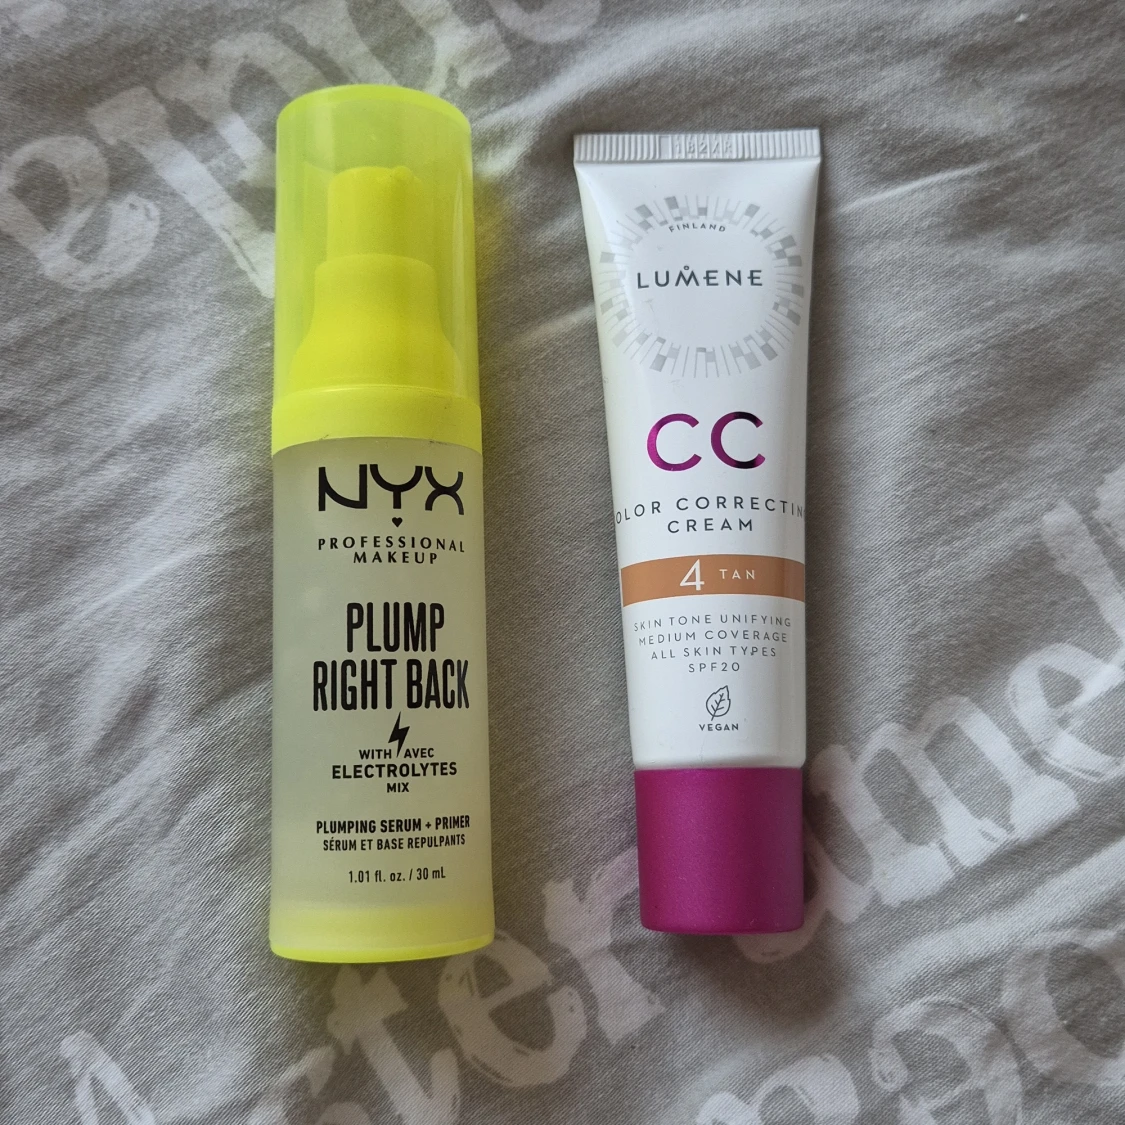 NYX
PROFESSIONAL
MAKEUP
PLUMP
RIGHT BACK
WITH AVEC
ELECTROLYTES
MIX
PLUMPING SERUM + PRIMER
SÉRUM ET BASE REPULPANTS
1.01 fl. oz. / 30 mL
FINLAND
LUMENE
CC
OLOR CORRECTIN
CREAM
4 TAN
SKIN TONE UNIFYING
MEDIUM COVERAGE
ALL SKIN TYPES
SPF20
VEGAN